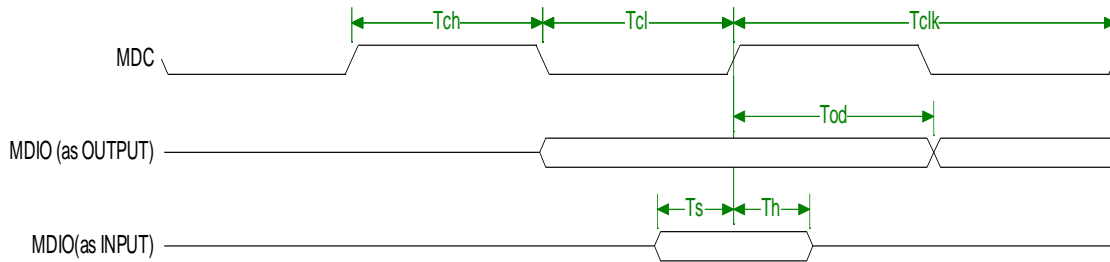 Tch Tcl Tclk
MDC
Tod
MDIO (as OUTPUT)
Ts Th
MDIO(as INPUT)